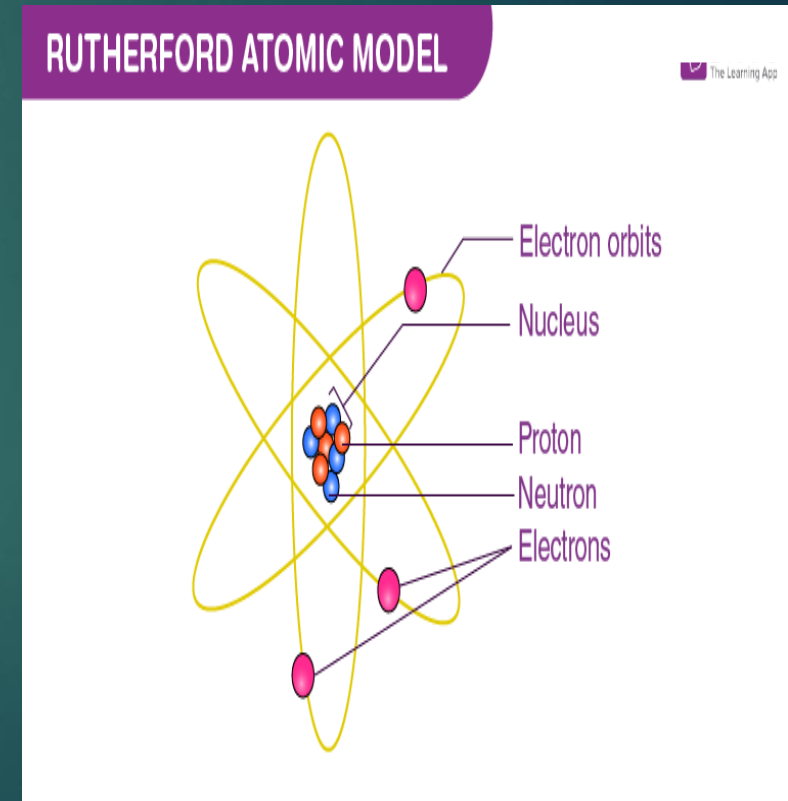 RUTHERFORD ATOMIC MODEL
The Learning App
Electron orbits
Nucleus
Proton
Neutron
Electrons